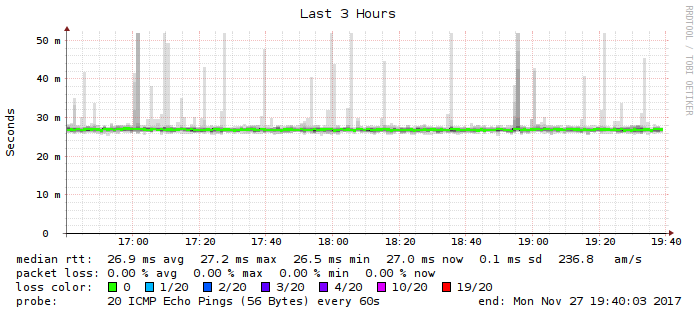 Last 3 Hours
RRDTOOL / TOBI OETIKER
Seconds
50 m
40 m
30 m
20 m
10 m
0
17:00 17:20 17:40 18:00 18:20 18:40 19:00 19:20 19:40
median rtt: 26.9 ms avg 27.2 ms max 26.5 ms min 27.0 ms now 0.1 ms sd 236.8 am/s
packet loss: 0.00 % avg 0.00 % max 0.00 % min 0.00 % now
loss color: 0 1/20 2/20 3/20 4/20 10/20 19/20
probe: 20 ICMP Echo Pings (56 Bytes) every 60s end: Mon Nov 27 19:40:03 2017